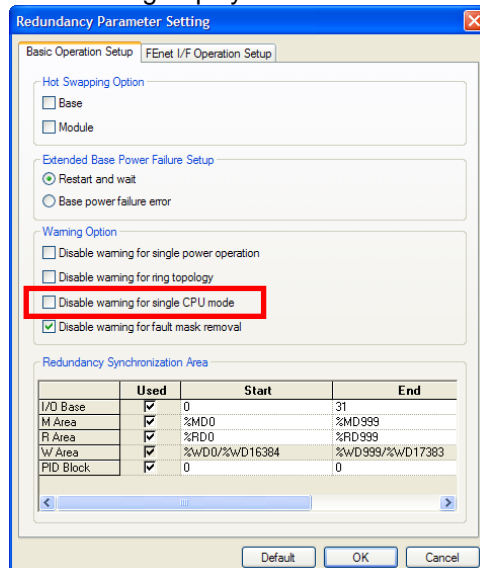 Redundancy Parameter Setting
Basic Operation Setup FEnet I/F Operation Setup
Hot Swapping Option
Base
Module
Extended Base Power Failure Setup
Restart and wait
Base power failure error
Warning Option
Disable warning for single power operation
Disable warning for ring topology
Disable warning for single CPU mode
Disable warning for fault mask removal
Redundancy Synchronization Area
Used Start End
I/O Base 0 31
M Area %MD0 %MD999
R Area %RD0 %RD999
W Area %WD0/%WD16384 %WD999/%WD17383
PID Block 0 0
Default OK Cancel